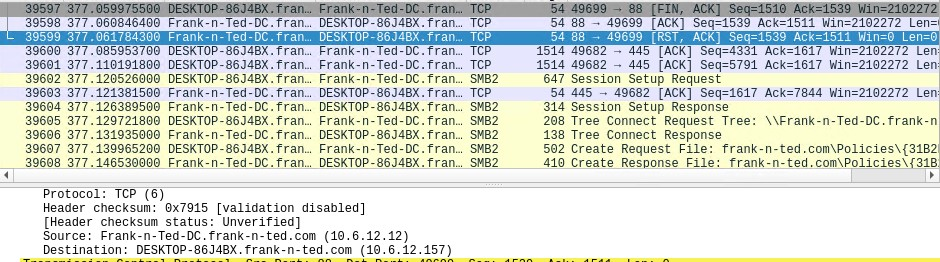 39597 377.059975500 DESKTOP-86J4BX.fran… Frank-n-Ted-DC.fran… TCP 54 49699 → 88 [FIN, ACK] Seq=1510 Ack=1539 Win=2102272
39598 377.060846400 Frank-n-Ted-DC.fran… DESKTOP-86J4BX.fran… TCP 54 88 → 49699 [ACK] Seq=1539 Ack=1511 Win=2102272 Len=
39599 377.061784300 Frank-n-Ted-DC.fran… DESKTOP-86J4BX.fran… TCP 54 88 → 49699 [RST, ACK] Seq=1539 Ack=1511 Win=0 Len=0
39600 377.085953700 DESKTOP-86J4BX.fran… Frank-n-Ted-DC.fran… TCP 1514 49682 → 445 [ACK] Seq=4331 Ack=1617 Win=2102272 Len=
39601 377.110191800 DESKTOP-86J4BX.fran… Frank-n-Ted-DC.fran… TCP 1514 49682 → 445 [ACK] Seq=5791 Ack=1617 Win=2102272 Len=
39602 377.120526000 DESKTOP-86J4BX.fran… Frank-n-Ted-DC.fran… SMB2 647 Session Setup Request
39603 377.121381500 Frank-n-Ted-DC.fran… DESKTOP-86J4BX.fran… TCP 54 445 → 49682 [ACK] Seq=1617 Ack=7844 Win=2102272 Len=
39604 377.126389500 Frank-n-Ted-DC.fran… DESKTOP-86J4BX.fran… SMB2 314 Session Setup Response
39605 377.129721800 DESKTOP-86J4BX.fran… Frank-n-Ted-DC.fran… SMB2 208 Tree Connect Request Tree: \\Frank-n-Ted-DC.frank-n
39606 377.131935000 Frank-n-Ted-DC.fran… DESKTOP-86J4BX.fran… SMB2 138 Tree Connect Response
39607 377.139965200 DESKTOP-86J4BX.fran… Frank-n-Ted-DC.fran… SMB2 502 Create Request File: frank-n-ted.com\Policies\{31B2
39608 377.146530000 Frank-n-Ted-DC.fran… DESKTOP-86J4BX.fran… SMB2 410 Create Response File: frank-n-ted.com\Policies\{31B
Protocol: TCP (6)
Header checksum: 0x7915 [validation disabled]
[Header checksum status: Unverified]
Source: Frank-n-Ted-DC.frank-n-ted.com (10.6.12.12)
Destination: DESKTOP-86J4BX.frank-n-ted.com (10.6.12.157)